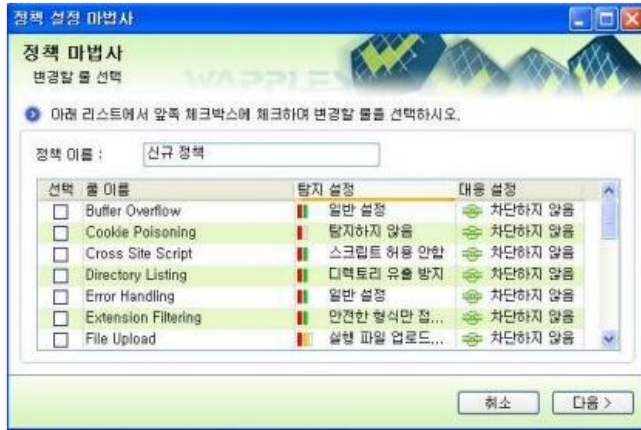 정책 설정 마법사
정책 마법사
변경할 룰 선택
WAPPLES
아래 리스트에서 앞쪽 체크박스에 체크하여 변경할 룰을 선택하시오.
정책 이름 : 신규 정책
선택 룰 이름 탐지 설정 대응 설정
Buffer Overflow 일반 설정 차단하지 않음
Cookie Poisoning 탐지하지 않음 차단하지 않음
Cross Site Script 스크립트 허용 안함 차단하지 않음
Directory Listing 디렉토리 유출 방지 차단하지 않음
Error Handling 일반 설정 차단하지 않음
Extension Filtering 안전한 형식만 접... 차단하지 않음
File Upload 실행 파일 업로드... 차단하지 않음
취소 다음 >